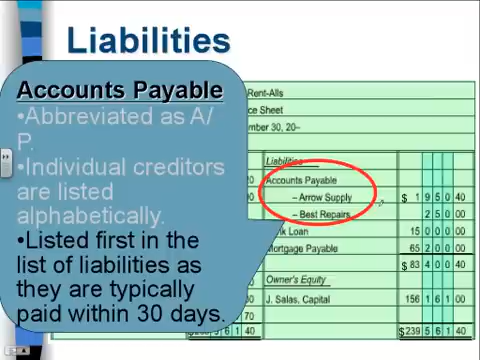 Liabilities
Accounts Payable
•Abbreviated as A/
P.
•Individual creditors
are listed
alphabetically.
•Listed first in the
list of liabilities as
they are typically
paid within 30 days.
Rent-Alls
Sheet
30, 20–
Liabilities
Accounts Payable
– Arrow Supply $ 1 9 5 0 40
– Best Repairs 2 5 0 00
Loan 15 0 0 0 00
Mortgage Payable 65 2 0 0 00
$ 83 4 0 0 40
Owner's Equity
J. Salas, Capital 156 1 6 1 00
$239 5 6 1 40